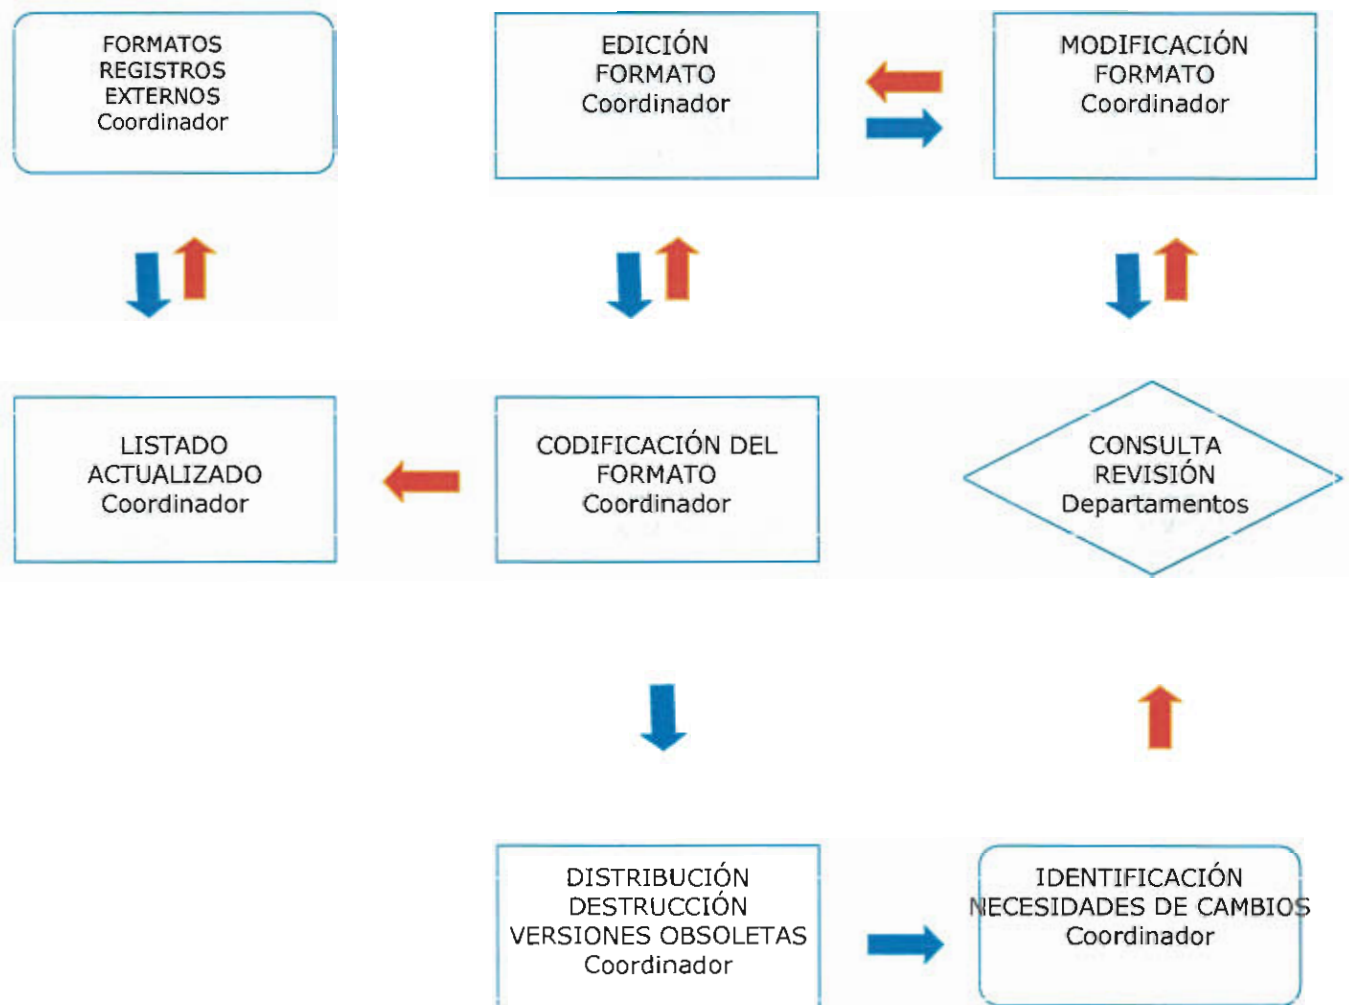 FORMATOS
REGISTROS
EXTERNOS
Coordinador
EDICIÓN
FORMATO
Coordinador
MODIFICACIÓN
FORMATO
Coordinador
LISTADO
ACTUALIZADO
Coordinador
CODIFICACIÓN DEL
FORMATO
Coordinador
CONSULTA
REVISIÓN
Departamentos
DISTRIBUCIÓN
DESTRUCCIÓN
VERSIONES OBSOLETAS
Coordinador
IDENTIFICACIÓN
NECESIDADES DE CAMBIOS
Coordinador